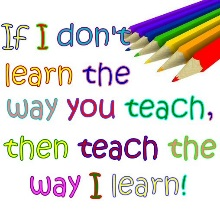 If I don't
learn the
way you teach,
then teach the
way I learn!